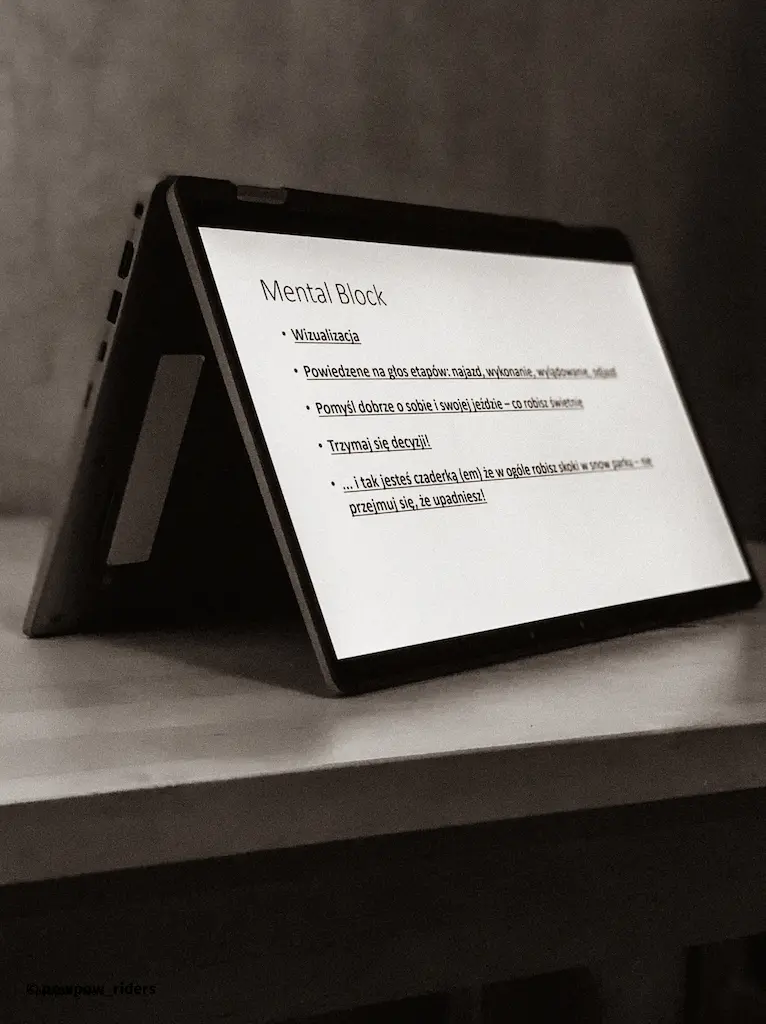 Mental Block
• Wizualizacja
• Powiedzene na głos etapów: najazd, wykonanie, wylądowanie, odjazd
• Pomyśl dobrze o sobie i swojej jeździe – co robisz świetnie
• Trzymaj się decyzji!
• ...i tak jesteś czaderką (em) że w ogóle robisz skoki w snow parku – nie
przejmuj się, że upadniesz!